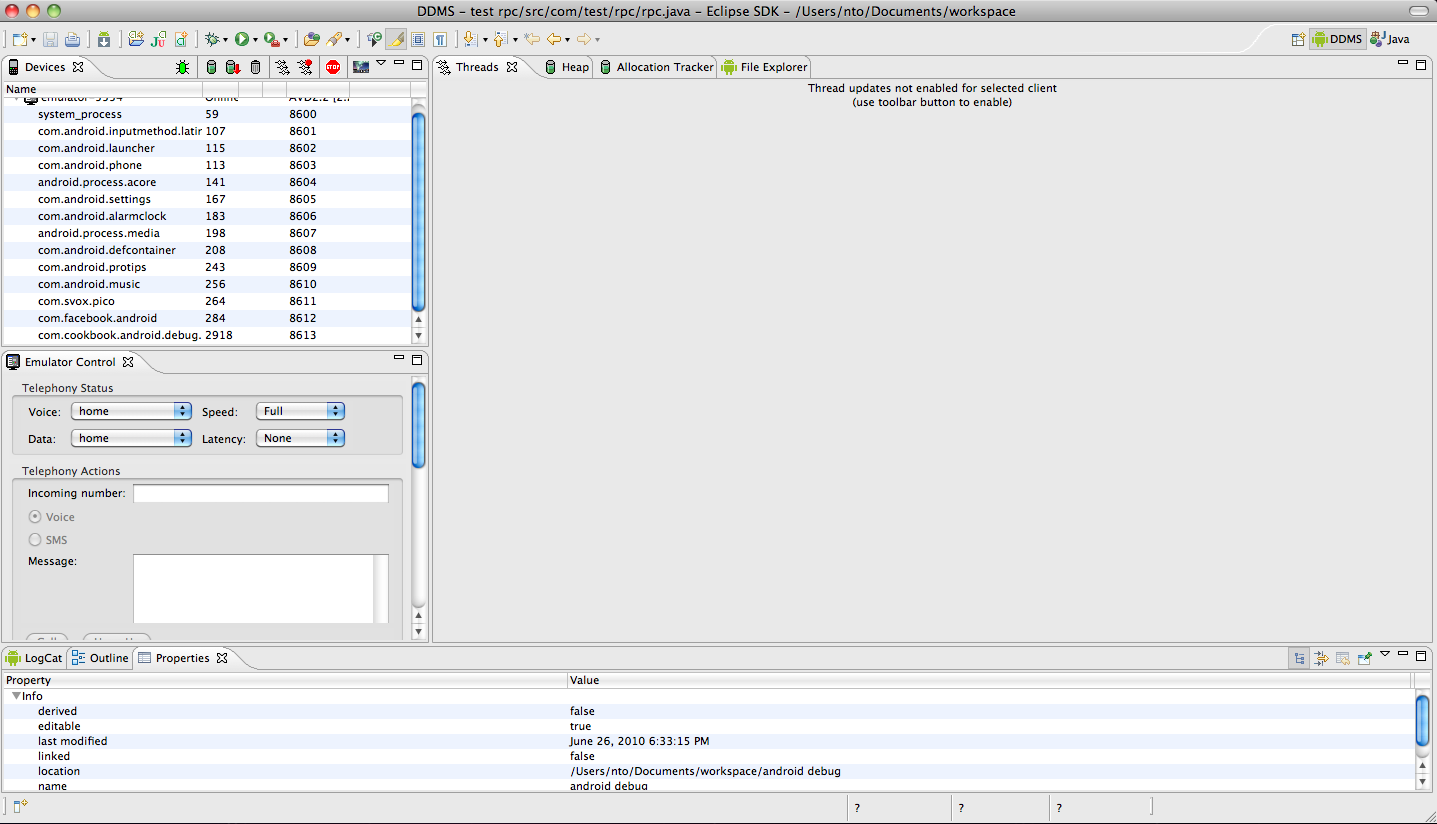 DDMS – test rpc/src/com/test/rpc/rpc.java – Eclipse SDK – /Users/nto/Documents/workspace
DDMS Java
Devices
Threads Heap Allocation Tracker File Explorer
Name
Thread updates not enabled for selected client
(use toolbar button to enable)
system_process 59 8600
com.android.inputmethod.latir 107 8601
com.android.launcher 115 8602
com.android.phone 113 8603
android.process.acore 141 8604
com.android.settings 167 8605
com.android.alarmclock 183 8606
android.process.media 198 8607
com.android.defcontainer 208 8608
com.android.protips 243 8609
com.android.music 256 8610
com.svox.pico 264 8611
com.facebook.android 284 8612
com.cookbook.android.debug. 2918 8613
Emulator Control
Telephony Status
Voice: home Speed: Full
Data: home Latency: None
Telephony Actions
Incoming number:
Voice
SMS
Message:
LogCat Outline Properties
Property Value
Info
derived false
editable true
last modified June 26, 2010 6:33:15 PM
linked false
location /Users/nto/Documents/workspace/android debug
name android debug
? ? ?